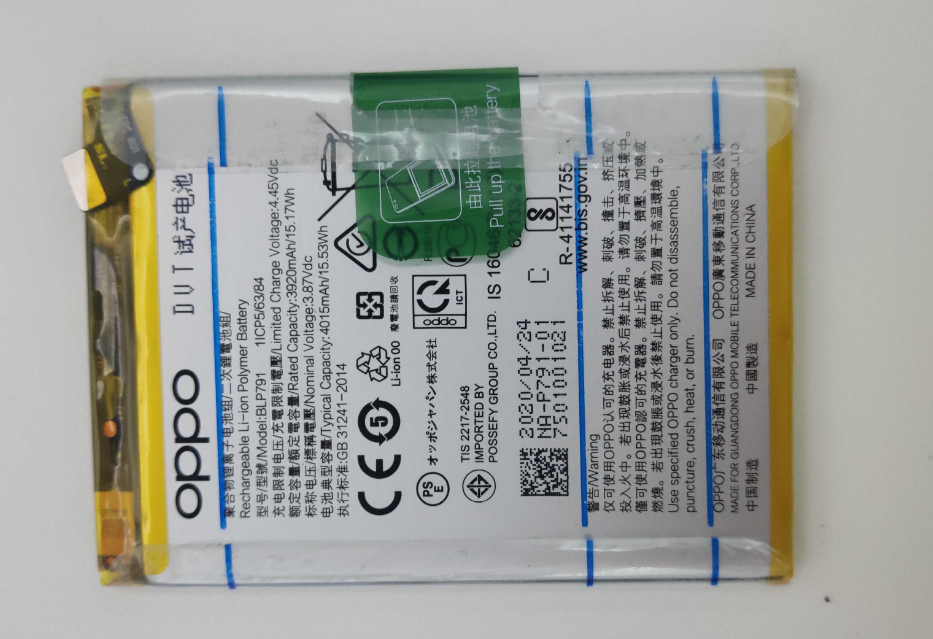 OPPO
DVT 试产电池
聚合物锂离子电池组/二次鋰電池組/
Rechargeable Li-ion Polymer Battery
型号/型號/Model:BLP791 1ICP5/63/84
充电限制电压/充電限制電壓/Limited Charge Voltage:4.45Vdc
额定容量/額定電容量/Rated Capacity:3920mAh/15.17Wh
标称电压/標稱電壓/Nominal Voltage:3.87Vdc
电池典型容量/Typical Capacity:4015mAh/15.53Wh
执行标准:GB 31241-2014
CE
5
Li-ion 00
廢電池請回收
PS
E
オッポジャパン株式会社
ICT
oddo
TIS 2217-2548
IMPORTED BY
POSSEFY GROUP CO.,LTD.
由此拉
电池
Pull up the
ery
IS 16046
2020/04/24
NA-P791-01
7501001021
C
R-41141755
www.bis.gov.in
警告/Warning
仅可使用OPPO认可的充电器。禁止拆解、刺破、撞击、挤压或
投入火中。若出现鼓胀或浸水后禁止使用。请勿置于高温环境中。
僅可使用OPPO認可的充電器。禁止拆解、刺破、擠壓、加熱或
燃燒。若出現鼓脹或浸水後禁止使用。請勿置于高温環境中。
Use specified OPPO charger only. Do not disassemble,
puncture, crush, heat, or burn.
OPPO广东移动通信有限公司 OPPO廣東移動通信有限公司
MADE FOR GUANGDONG OPPO MOBILE TELECOMMUNICATIONS CORP.,LTD
中国制造 中國製造 MADE IN CHINA